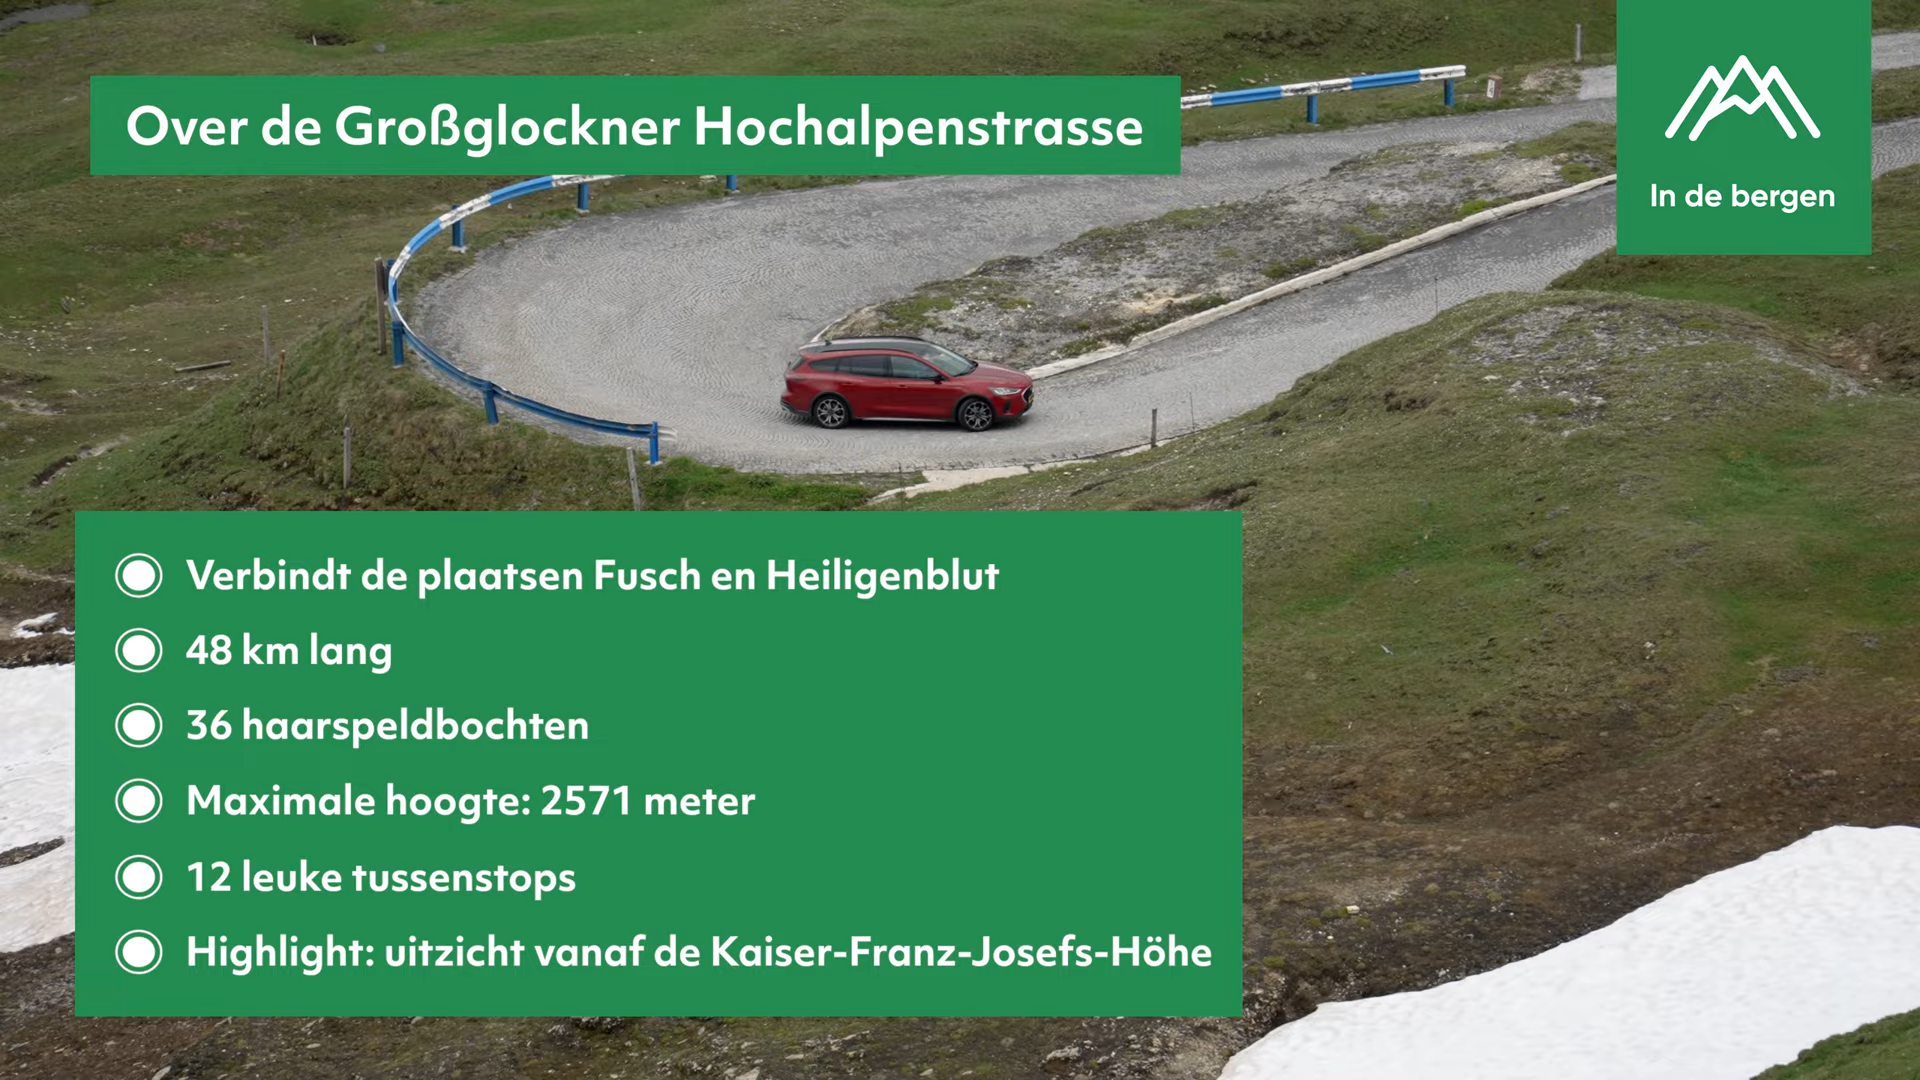 Over de Großglockner Hochalpenstrasse
In de bergen
Verbindt de plaatsen Fusch en Heiligenblut
48 km lang
36 haarspeldbochten
Maximale hoogte: 2571 meter
12 leuke tussenstops
Highlight: uitzicht vanaf de Kaiser-Franz-Josefs-Höhe